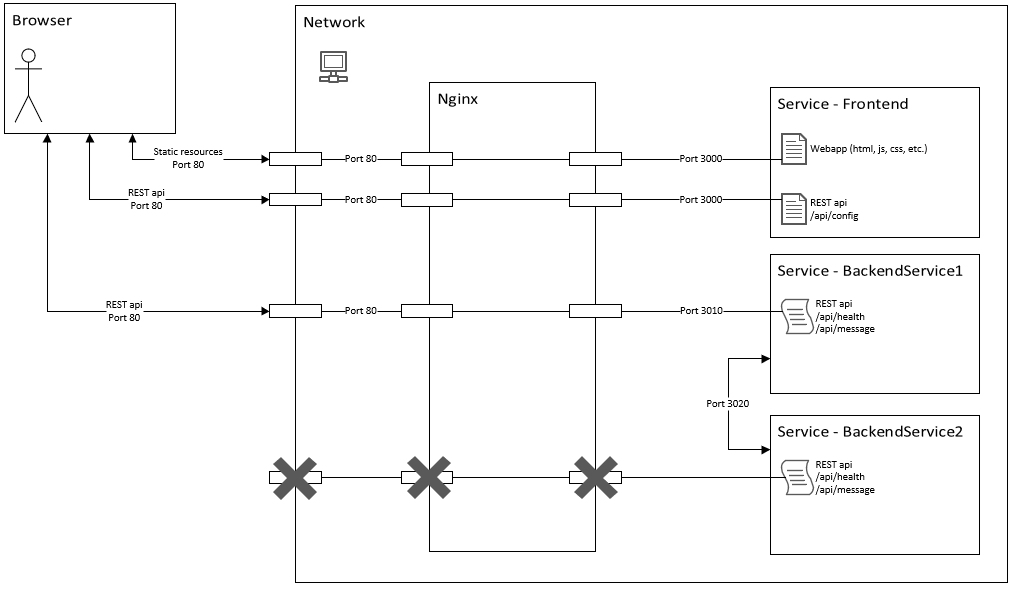 Browser
Network
Nginx
Service - Frontend
Webapp (html, js, css, etc.)
Static resources
Port 80
Port 80
Port 3000
REST api
Port 80
Port 80
Port 3000
REST api
/api/config
Service - BackendService1
REST api
/api/health
/api/message
REST api
Port 80
Port 80
Port 3010
Port 3020
Service - BackendService2
REST api
/api/health
/api/message